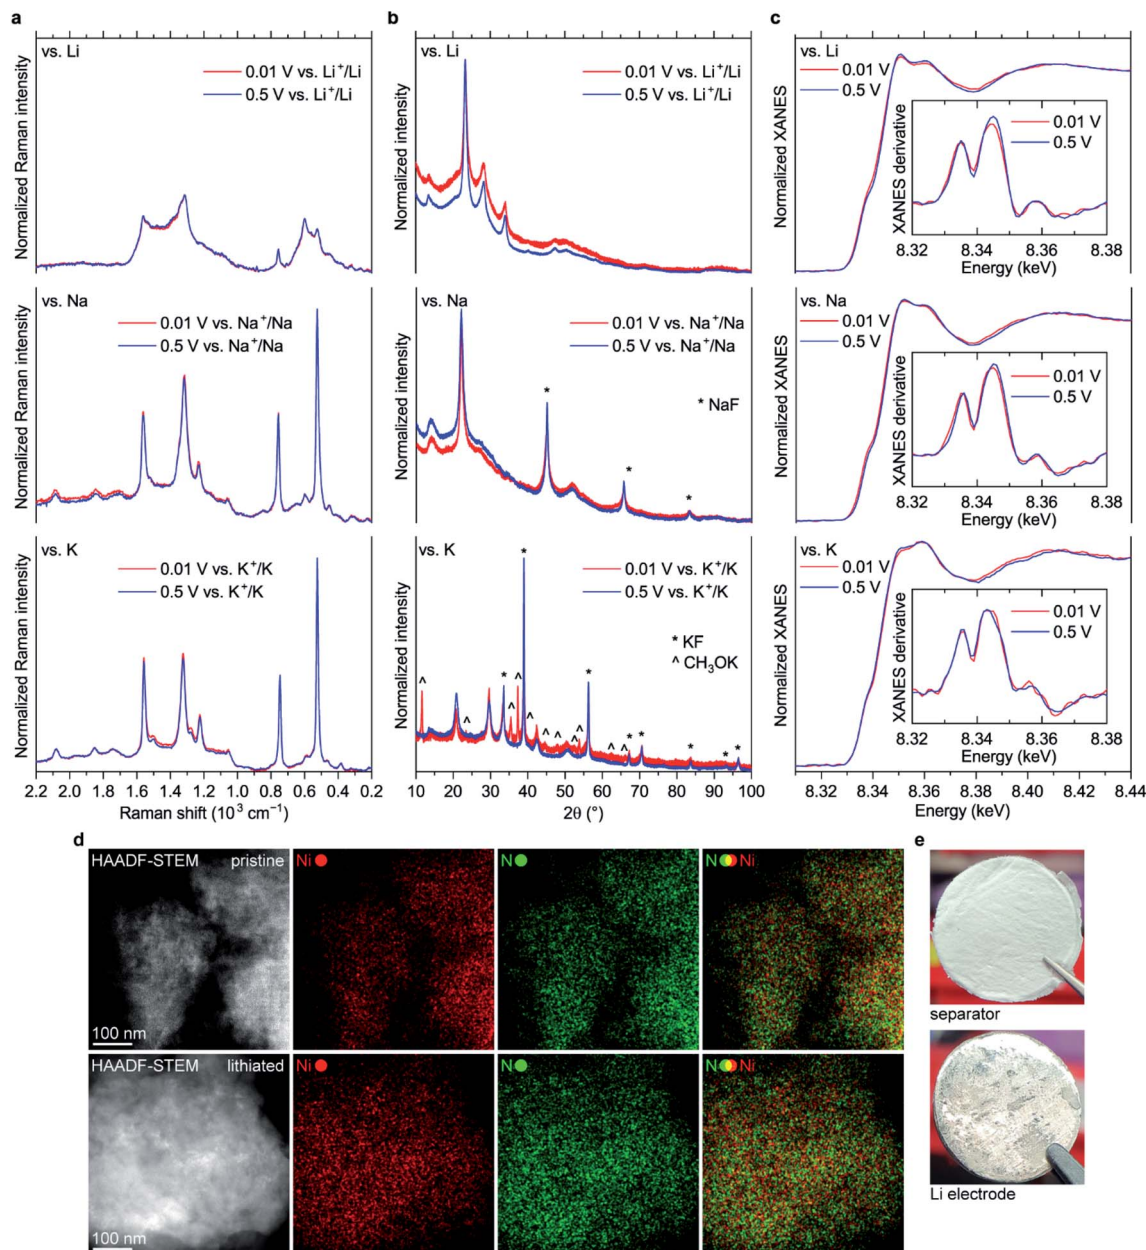 a
b
c
vs. Li
0.01 V vs. Li⁺/Li
0.5 V vs. Li⁺/Li
Normalized Raman intensity
vs. Na
0.01 V vs. Na⁺/Na
0.5 V vs. Na⁺/Na
Normalized Raman intensity
vs. K
0.01 V vs. K⁺/K
0.5 V vs. K⁺/K
Normalized Raman intensity
2.2 2.0 1.8 1.6 1.4 1.2 1.0 0.8 0.6 0.4 0.2
Raman shift (10³ cm⁻¹)
vs. Li
0.01 V vs. Li⁺/Li
0.5 V vs. Li⁺/Li
Normalized intensity
vs. Na
0.01 V vs. Na⁺/Na
0.5 V vs. Na⁺/Na
* NaF
* * *
Normalized intensity
vs. K
0.01 V vs. K⁺/K
0.5 V vs. K⁺/K
* KF
^ CH₃OK
^ ^ * ^ ^ * ^ ^ ^ ^ ^ * ^ ^ * * * * *
Normalized intensity
10 20 30 40 50 60 70 80 90 100
2θ (°)
vs. Li
0.01 V
0.5 V
Normalized XANES
0.01 V
0.5 V
XANES derivative
8.32 8.34 8.36 8.38
Energy (keV)
vs. Na
0.01 V
0.5 V
Normalized XANES
0.01 V
0.5 V
XANES derivative
8.32 8.34 8.36 8.38
Energy (keV)
vs. K
0.01 V
0.5 V
Normalized XANES
0.01 V
0.5 V
XANES derivative
8.32 8.34 8.36 8.38
Energy (keV)
8.32 8.34 8.36 8.38 8.40 8.42 8.44
Energy (keV)
d
HAADF-STEM pristine
100 nm
Ni
N
N Ni
HAADF-STEM lithiated
100 nm
Ni
N
N Ni
e
separator
Li electrode